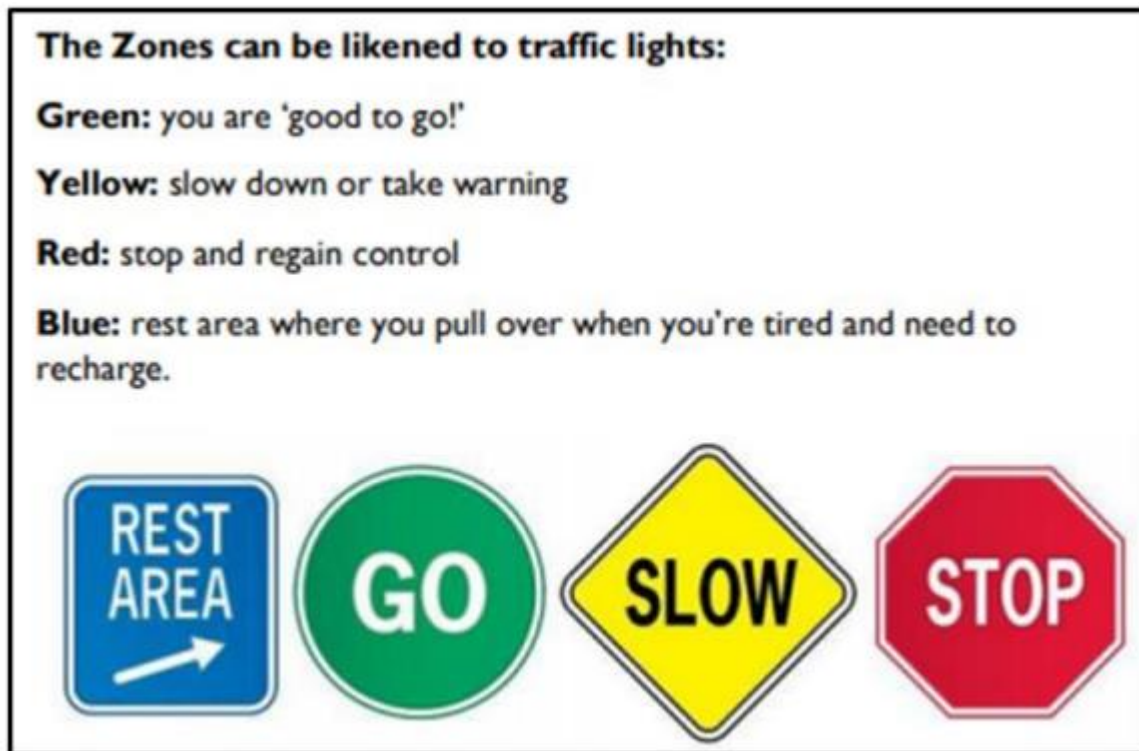 The Zones can be likened to traffic lights:
Green: you are ‘good to go!’
Yellow: slow down or take warning
Red: stop and regain control
Blue: rest area where you pull over when you’re tired and need to
recharge.
REST
AREA
GO
SLOW
STOP